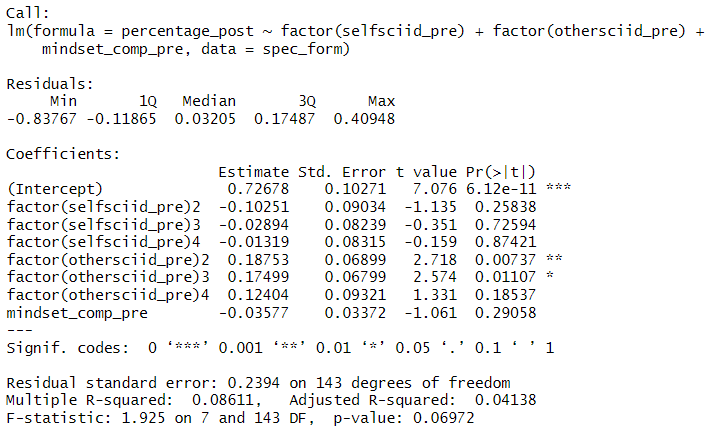 Call:
lm(formula = percentage_post ~ factor(selfsciid_pre) + factor(othersciid_pre) +
    mindset_comp_pre, data = spec_form)

Residuals:
     Min       1Q   Median       3Q      Max
-0.83767 -0.11865  0.03205  0.17487  0.40948

Coefficients:
                        Estimate Std. Error t value Pr(>|t|)
(Intercept)              0.72678    0.10271   7.076 6.12e-11 ***
factor(selfsciid_pre)2  -0.10251    0.09034  -1.135  0.25838
factor(selfsciid_pre)3  -0.02894    0.08239  -0.351  0.72594
factor(selfsciid_pre)4  -0.01319    0.08315  -0.159  0.87421
factor(othersciid_pre)2  0.18753    0.06899   2.718  0.00737 **
factor(othersciid_pre)3  0.17499    0.06799   2.574  0.01107 *
factor(othersciid_pre)4  0.12404    0.09321   1.331  0.18537
mindset_comp_pre        -0.03577    0.03372  -1.061  0.29058
---
Signif. codes:  0 ‘***’ 0.001 ‘**’ 0.01 ‘*’ 0.05 ‘.’ 0.1 ‘ ’ 1

Residual standard error: 0.2394 on 143 degrees of freedom
Multiple R-squared:  0.08611,	Adjusted R-squared:  0.04138
F-statistic: 1.925 on 7 and 143 DF,  p-value: 0.06972